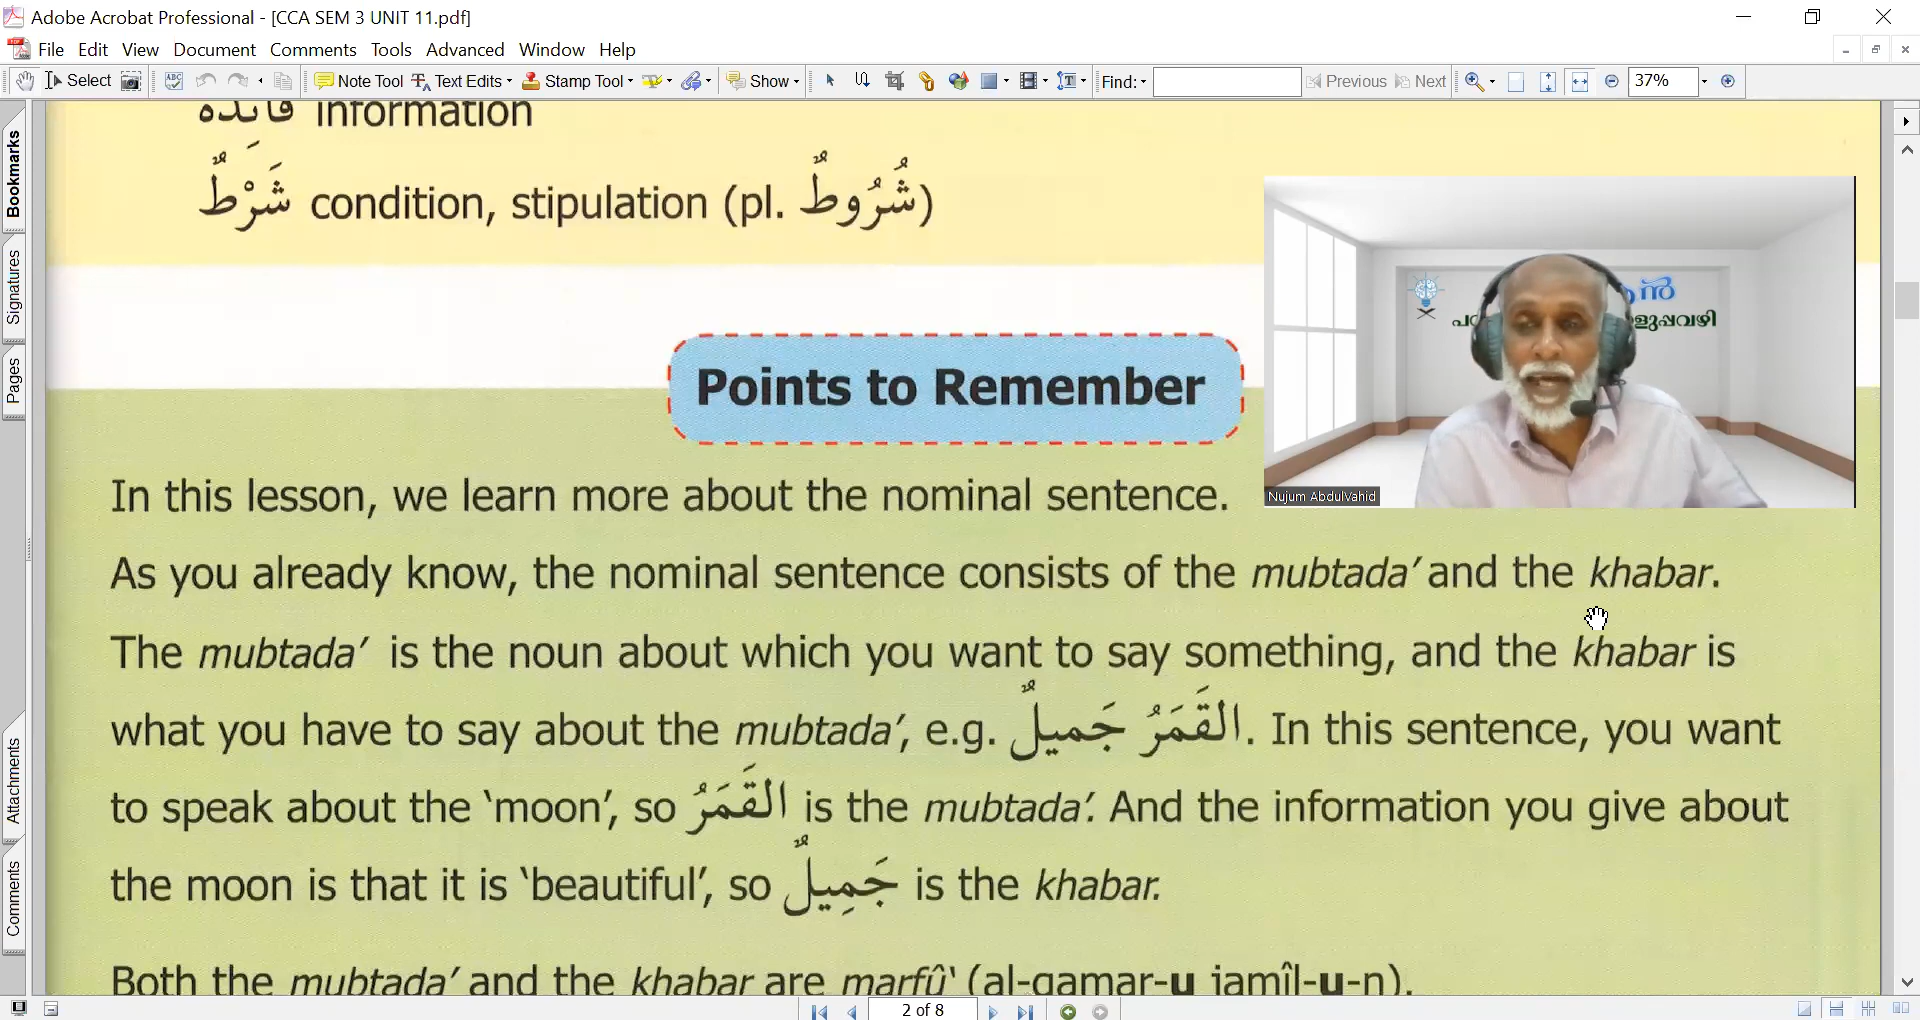 Adobe Acrobat Professional - [CCA SEM 3 UNIT 11.pdf]
File Edit View Document Comments Tools Advanced Window Help
Select Note Tool Text Edits Stamp Tool Show Find: Previous Next 37%
Bookmarks
Signatures
Pages
Attachments
Comments
information
شَرْطٌ condition, stipulation (pl. شُرُوطٌ)
Points to Remember
ൻ
ളുപ്പവഴി
Nujum AbdulVahid
In this lesson, we learn more about the nominal sentence.
As you already know, the nominal sentence consists of the mubtada’ and the khabar.
The mubtada’ is the noun about which you want to say something, and the khabar is
what you have to say about the mubtada’, e.g. القَمَرُ جَميلٌ. In this sentence, you want
to speak about the ‘moon’, so القَمَرُ is the mubtada’. And the information you give about
the moon is that it is ‘beautiful’, so جَمِيلٌ is the khabar.
Both the mubtada’ and the khabar are marfû‘ (al-qamar-u jamîl-u-n).
2 of 8